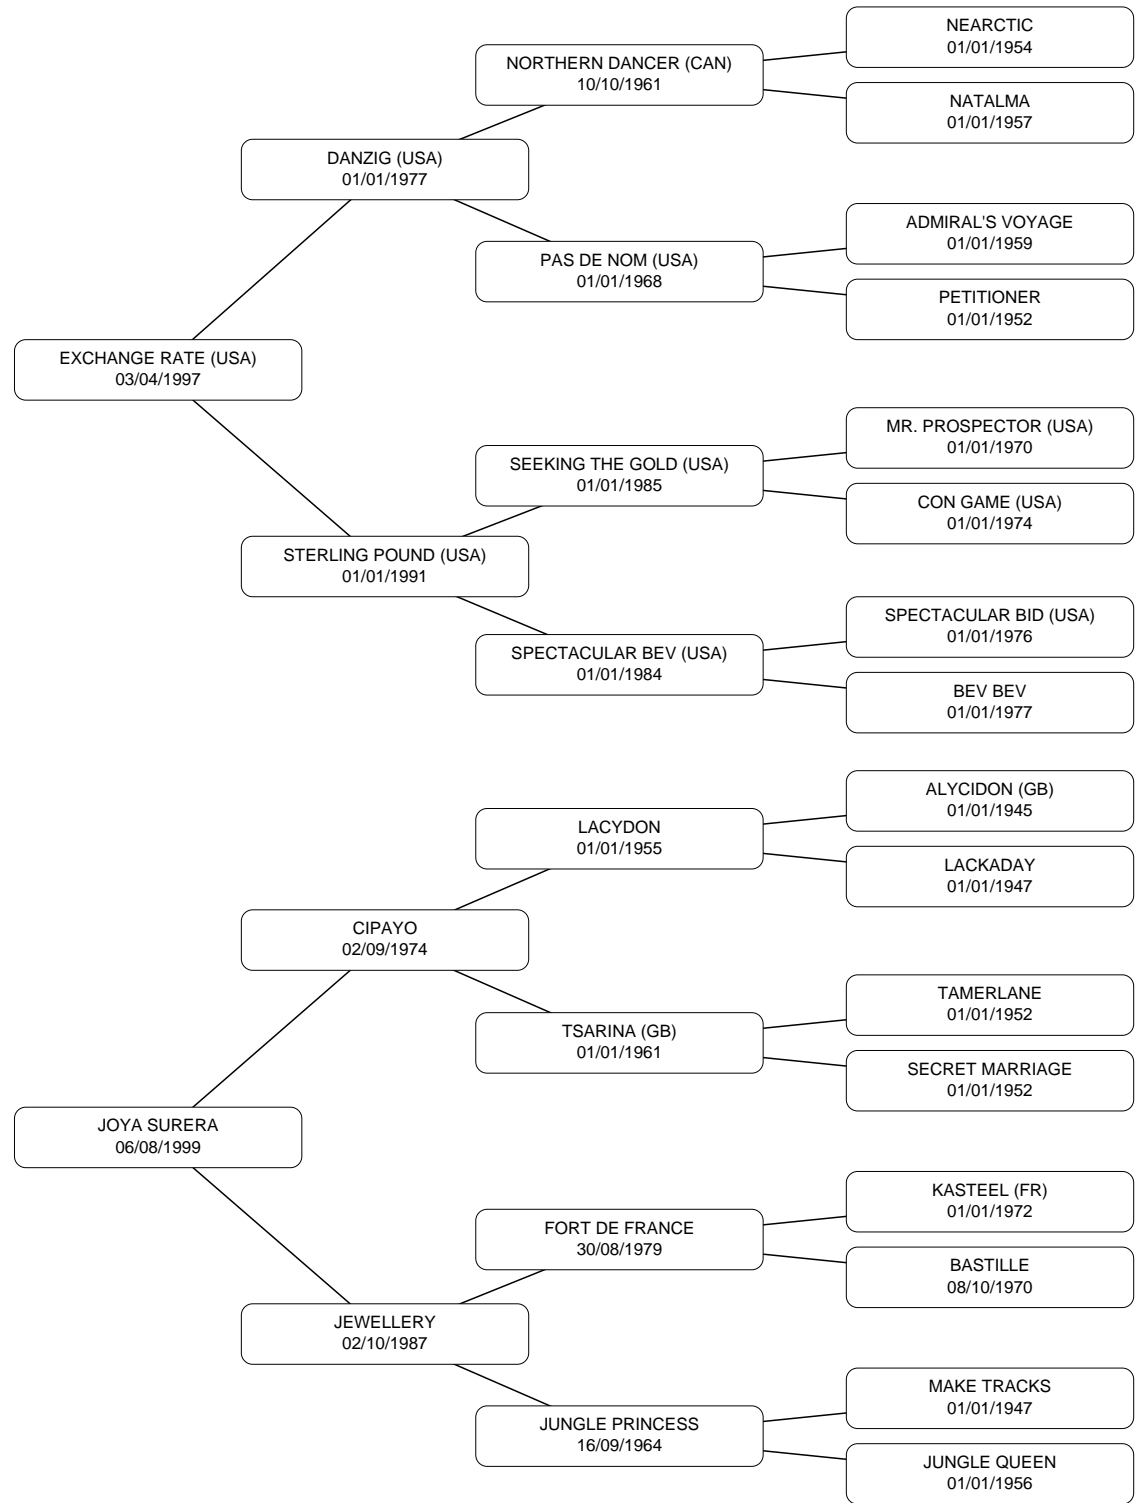 NEARCTIC
01/01/1954
NORTHERN DANCER (CAN)
10/10/1961
NATALMA
01/01/1957
DANZIG (USA)
01/01/1977
ADMIRAL'S VOYAGE
01/01/1959
PAS DE NOM (USA)
01/01/1968
PETITIONER
01/01/1952
EXCHANGE RATE (USA)
03/04/1997
MR. PROSPECTOR (USA)
01/01/1970
SEEKING THE GOLD (USA)
01/01/1985
CON GAME (USA)
01/01/1974
STERLING POUND (USA)
01/01/1991
SPECTACULAR BID (USA)
01/01/1976
SPECTACULAR BEV (USA)
01/01/1984
BEV BEV
01/01/1977
ALYCIDON (GB)
01/01/1945
LACYDON
01/01/1955
LACKADAY
01/01/1947
CIPAYO
02/09/1974
TAMERLANE
01/01/1952
TSARINA (GB)
01/01/1961
SECRET MARRIAGE
01/01/1952
JOYA SURERA
06/08/1999
KASTEEL (FR)
01/01/1972
FORT DE FRANCE
30/08/1979
BASTILLE
08/10/1970
JEWELLERY
02/10/1987
MAKE TRACKS
01/01/1947
JUNGLE PRINCESS
16/09/1964
JUNGLE QUEEN
01/01/1956